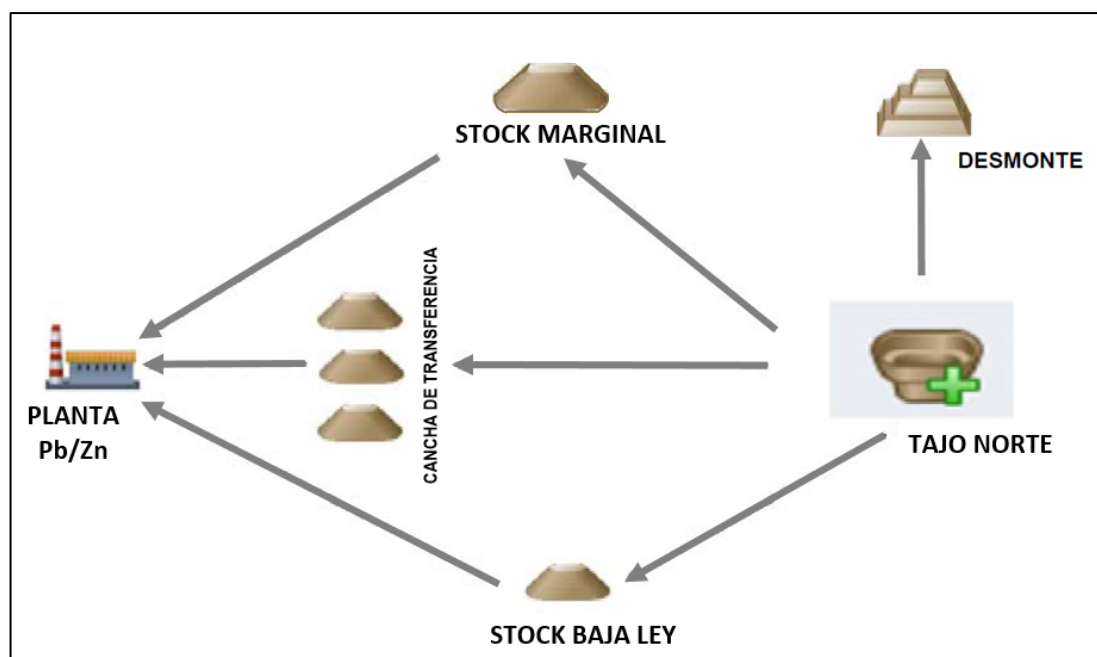 STOCK MARGINAL
DESMONTE
CANCHA DE TRANSFERENCIA
PLANTA
Pb/Zn
TAJO NORTE
STOCK BAJA LEY